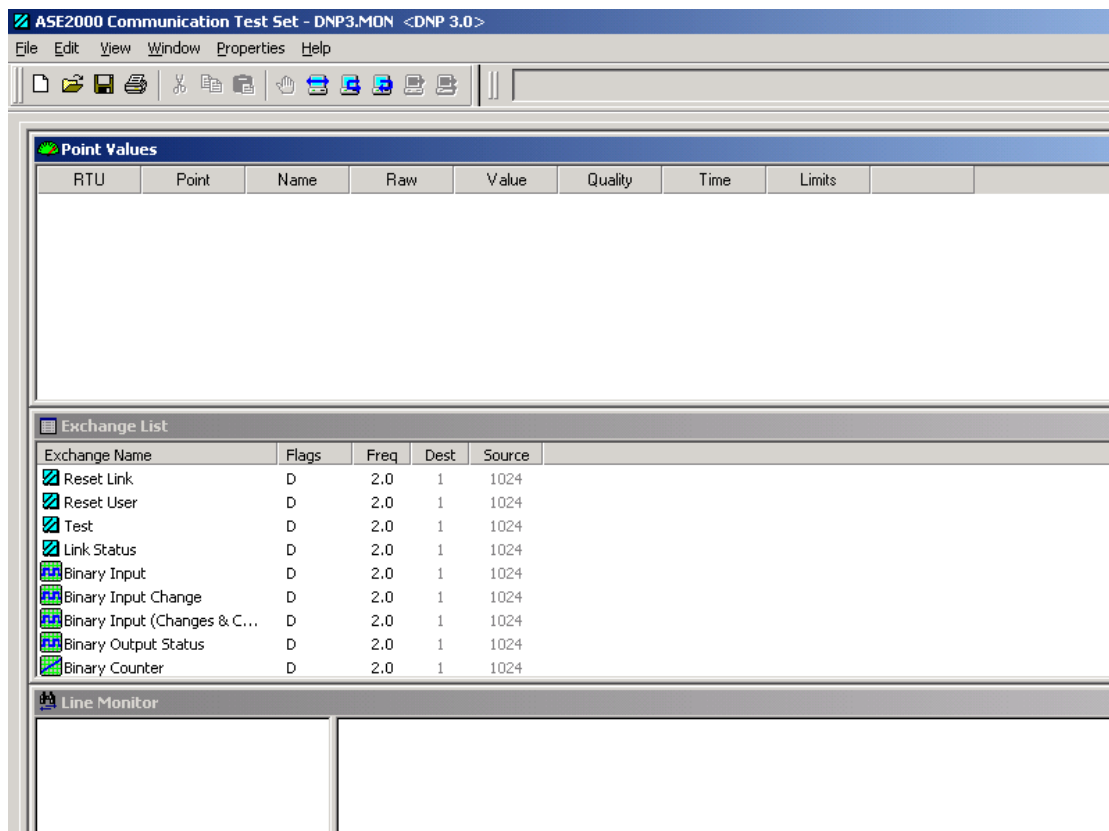 ASE2000 Communication Test Set - DNP3.MON <DNP 3.0>
File Edit View Window Properties Help
Point Values
RTU Point Name Raw Value Quality Time Limits
Exchange List
Exchange Name Flags Freq Dest Source
Reset Link D 2.0 1 1024
Reset User D 2.0 1 1024
Test D 2.0 1 1024
Link Status D 2.0 1 1024
Binary Input D 2.0 1 1024
Binary Input Change D 2.0 1 1024
Binary Input (Changes & C... D 2.0 1 1024
Binary Output Status D 2.0 1 1024
Binary Counter D 2.0 1 1024
Line Monitor